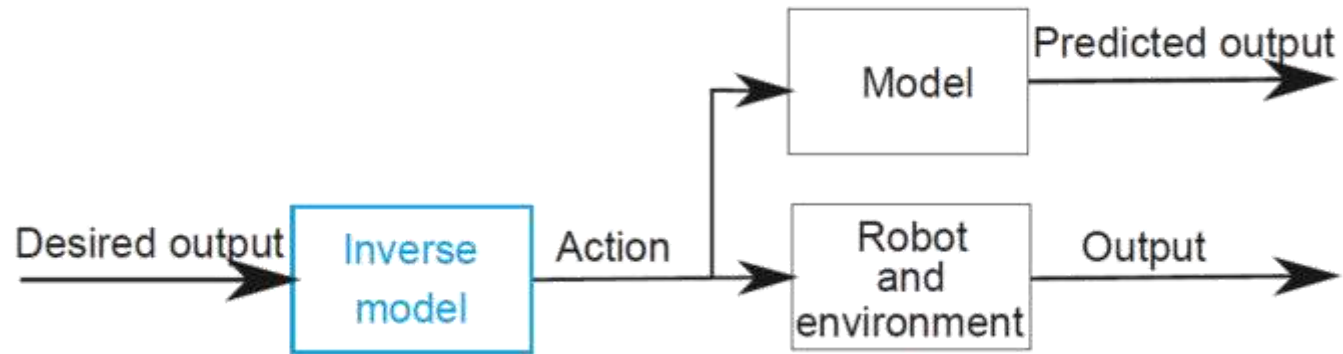 Predicted output
Model
Desired output
Inverse
model
Action
Robot
and
environment
Output